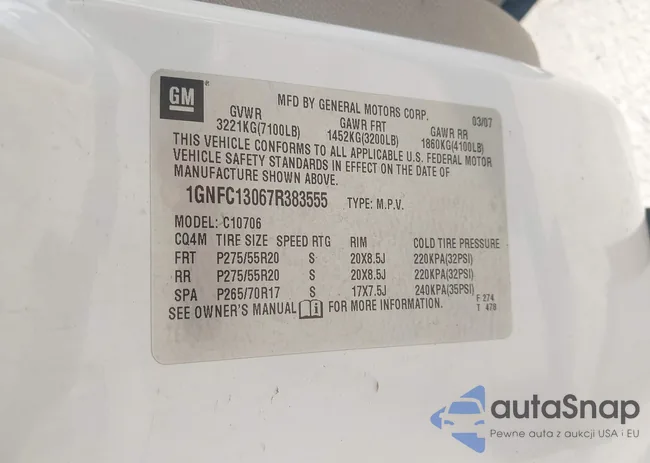 GM
MFD BY GENERAL MOTORS CORP. 03/07
GVWR GAWR FRT GAWR RR
3221KG(7100LB) 1452KG(3200LB) 1860KG(4100LB)
THIS VEHICLE CONFORMS TO ALL APPLICABLE U.S. FEDERAL MOTOR
VEHICLE SAFETY STANDARDS IN EFFECT ON THE DATE OF
MANUFACTURE SHOWN ABOVE.
1GNFC13067R383555 TYPE: M.P.V.
MODEL: C10706
CQ4M TIRE SIZE SPEED RTG RIM COLD TIRE PRESSURE
FRT P275/55R20 S 20X8.5J 220KPA(32PSI)
RR P275/55R20 S 20X8.5J 220KPA(32PSI)
SPA P265/70R17 S 17X7.5J 240KPA(35PSI)
SEE OWNER'S MANUAL i FOR MORE INFORMATION.
F 274
T 478
autaSnap
Pewne auta z aukcji USA i EU